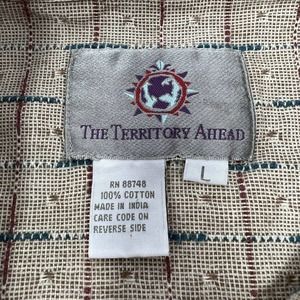 THE TERRITORY AHEAD
L
RN 88748
100% COTTON
MADE IN INDIA
CARE CODE ON
REVERSE SIDE